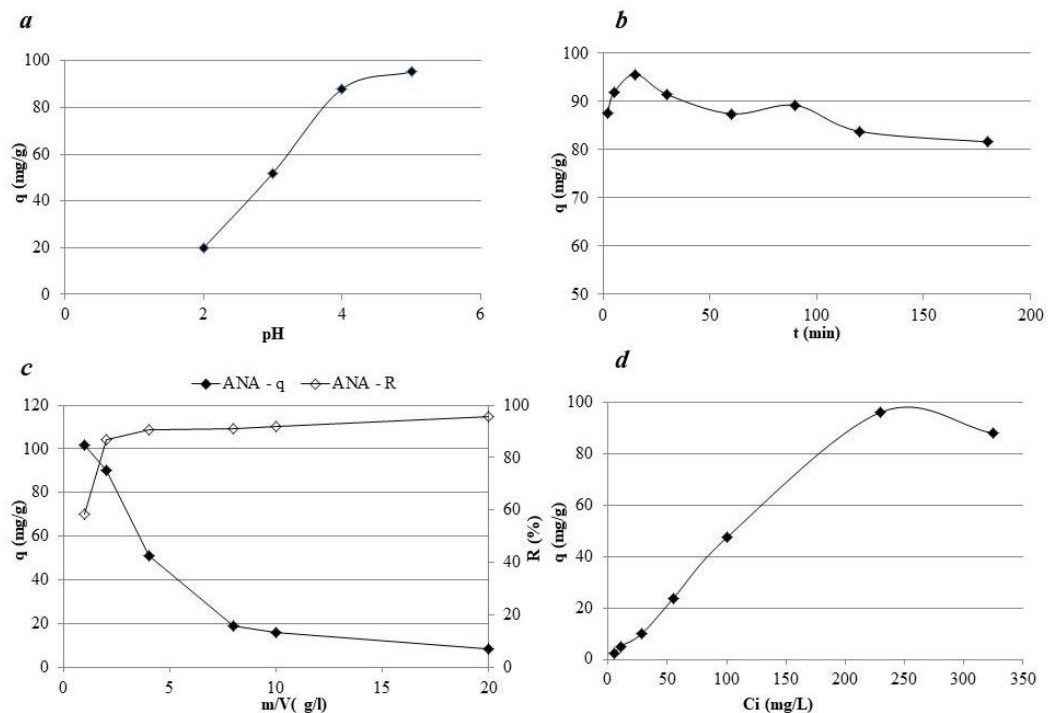 a
100
80
60
40
20
0
q (mg/g)
0 2 4 6
pH
b
100
90
80
70
60
50
q (mg/g)
0 50 100 150 200
t (min)
c
ANA - q ANA - R
120
100
80
60
40
20
0
q (mg/g)
100
80
60
40
20
0
R (%)
0 5 10 15 20
m/V( g/l)
d
100
80
60
40
20
0
q (mg/g)
0 50 100 150 200 250 300 350
Ci (mg/L)